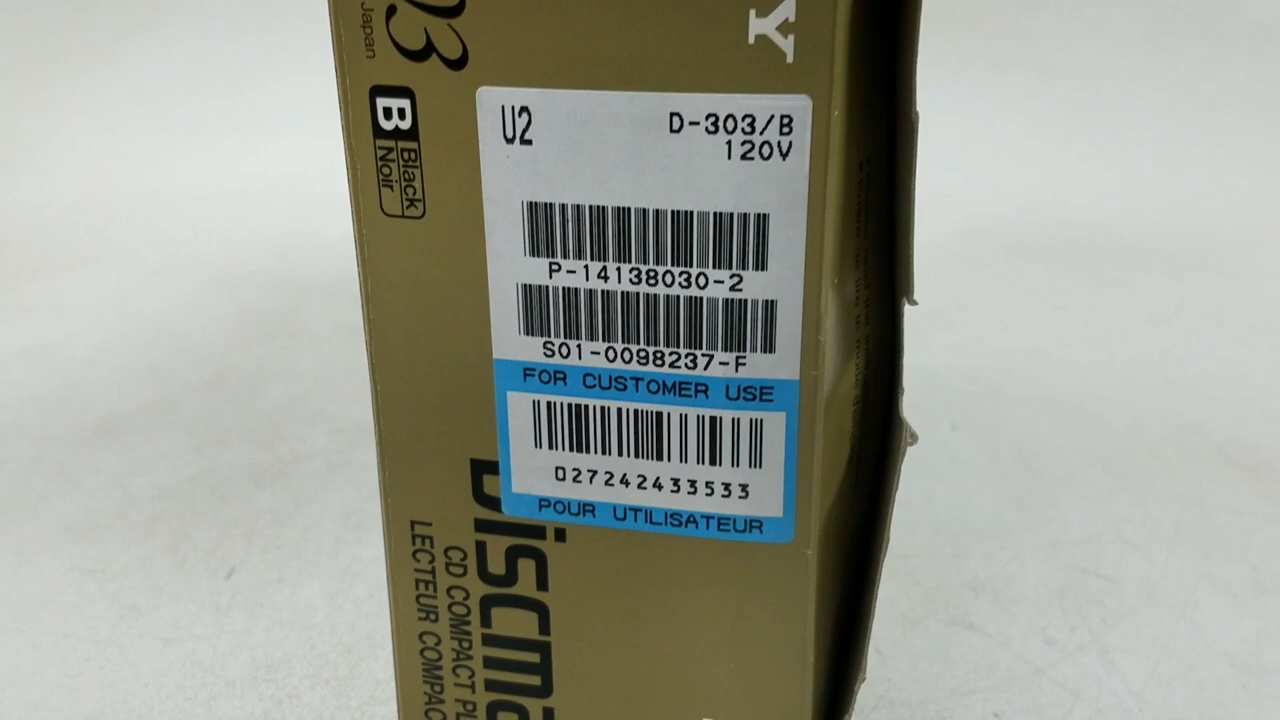 03
Japan
Y
B Black
Noir
U2
D-303/B
120V
P-14138030-2
S01-0098237-F
FOR CUSTOMER USE
027242433533
POUR UTILISATEUR
Discma
CD COMPACT PL
LECTEUR COMPAC